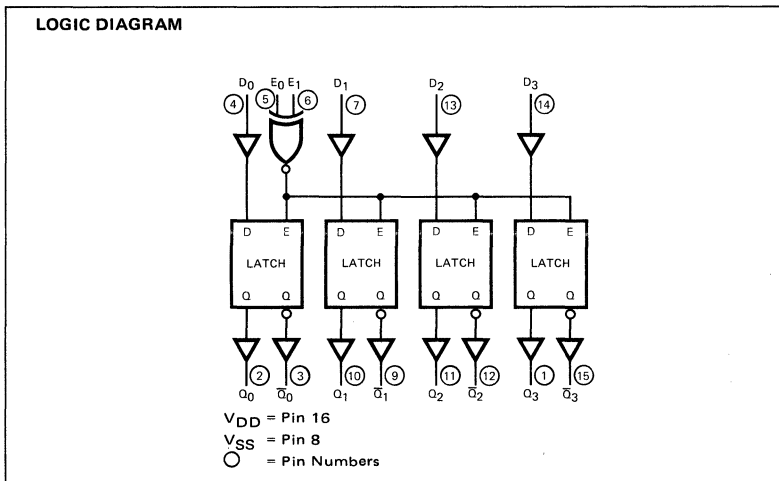 LOGIC DIAGRAM
D0 E0 E1 D1 D2 D3
4 5 6 7 13 14
D E D E D E D E
LATCH LATCH LATCH LATCH
Q Q Q Q Q Q Q Q
2 3 10 9 11 12 1 15
Q0 Q̅0 Q1 Q̅1 Q2 Q̅2 Q3 Q̅3
VDD = Pin 16
VSS = Pin 8
= Pin Numbers